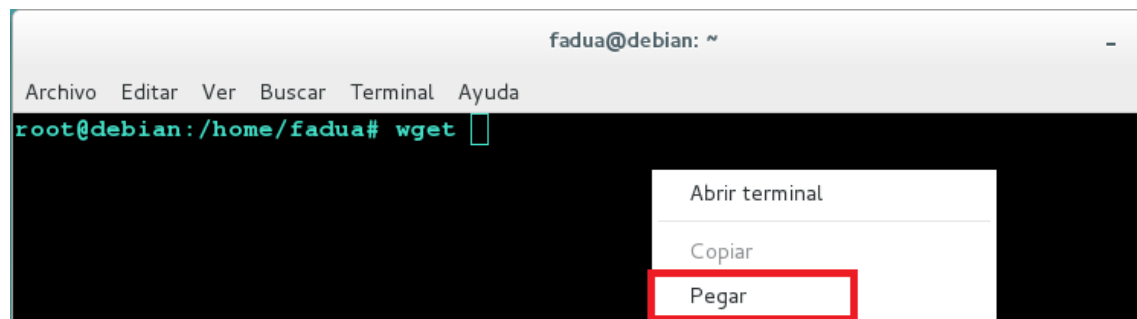 fadua@debian: ~
Archivo Editar Ver Buscar Terminal Ayuda
root@debian:/home/fadua# wget
Abrir terminal
Copiar
Pegar